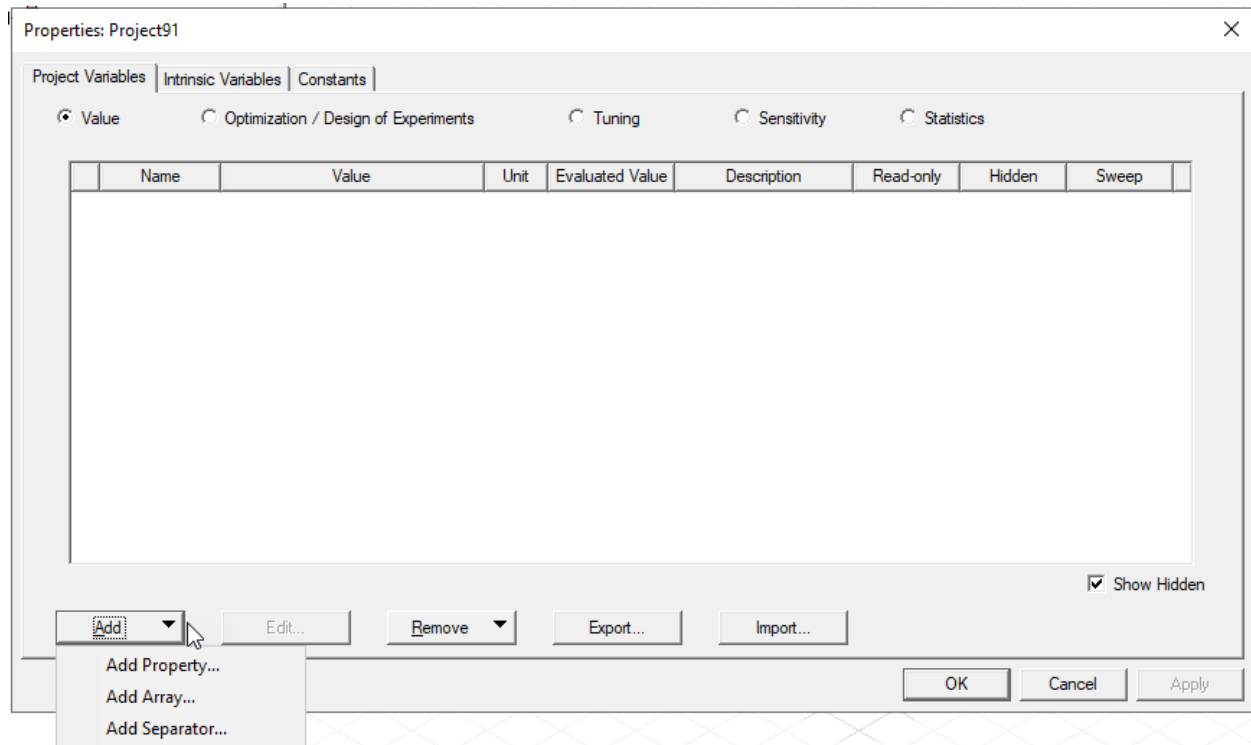 Properties: Project91
Project Variables Intrinsic Variables Constants
Value Optimization / Design of Experiments Tuning Sensitivity Statistics
Name Value Unit Evaluated Value Description Read-only Hidden Sweep
Show Hidden
Add Edit... Remove Export... Import...
Add Property...
OK Cancel Apply
Add Array...
Add Separator...